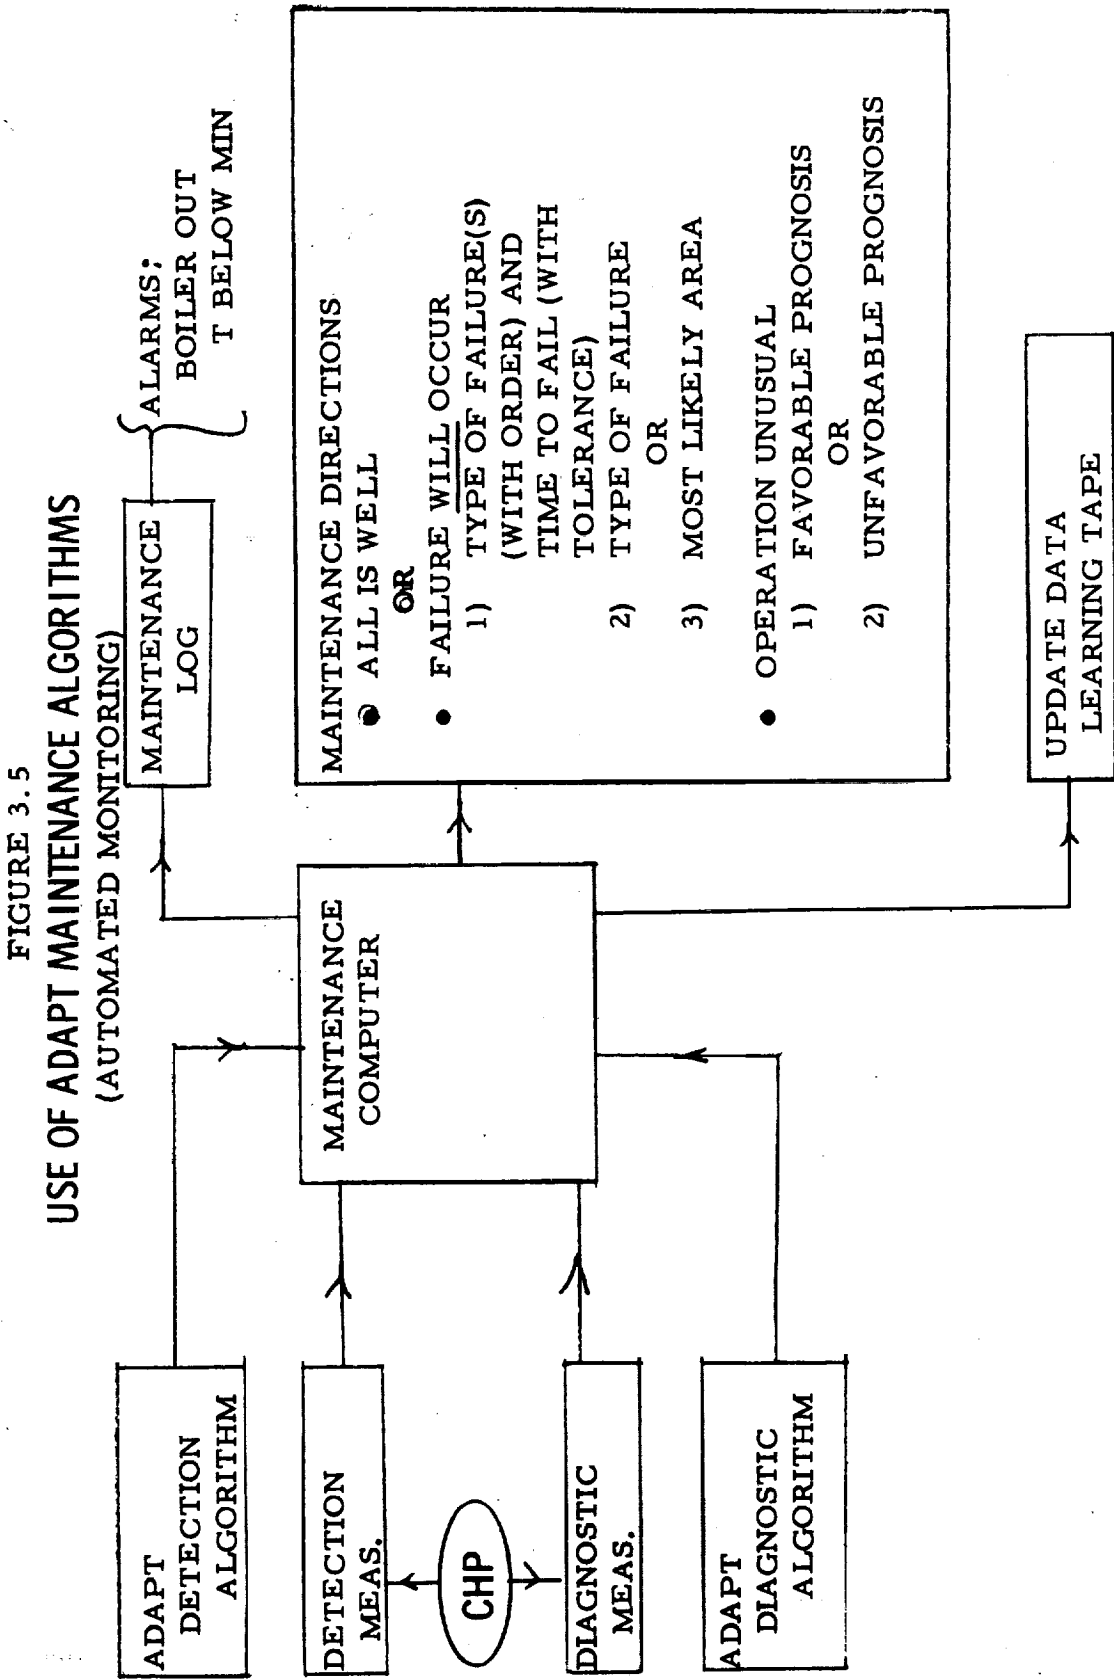 FIGURE 3.5
USE OF ADAPT MAINTENANCE ALGORITHMS
(AUTOMATED MONITORING)
ADAPT
DETECTION
ALGORITHM
DETECTION
MEAS.
CHP
DIAGNOSTIC
MEAS.
ADAPT
DIAGNOSTIC
ALGORITHM
MAINTENANCE
COMPUTER
MAINTENANCE
LOG
ALARMS;
BOILER OUT
T BELOW MIN
MAINTENANCE DIRECTIONS
● ALL IS WELL
OR
● FAILURE WILL OCCUR
1) TYPE OF FAILURE(S)
(WITH ORDER) AND
TIME TO FAIL (WITH
TOLERANCE)
2) TYPE OF FAILURE
OR
3) MOST LIKELY AREA
● OPERATION UNUSUAL
1) FAVORABLE PROGNOSIS
OR
2) UNFAVORABLE PROGNOSIS
UPDATE DATA
LEARNING TAPE